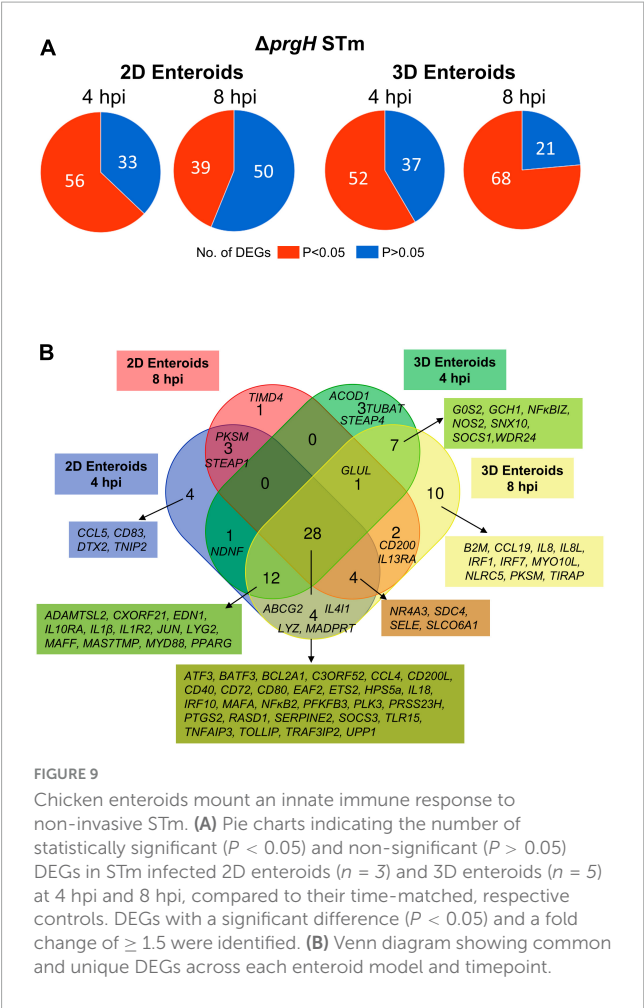 A
ΔprgH STm
2D Enteroids
3D Enteroids
4 hpi
8 hpi
4 hpi
8 hpi
33
56
39
50
37
52
21
68
No. of DEGs P<0.05 P>0.05
B
2D Enteroids
8 hpi
3D Enteroids
4 hpi
2D Enteroids
4 hpi
3D Enteroids
8 hpi
TIMD4
1
ACOD1
3 TUBAT
STEAP4
G0S2, GCH1, NFκBIZ,
NOS2, SNX10,
SOCS1,WDR24
PKSM
3
STEAP1
0
7
GLUL
1
4
0
10
CCL5, CD83,
DTX2, TNIP2
1
NDNF
28
2
CD200
IL13RA
B2M, CCL19, IL8, IL8L,
IRF1, IRF7, MYO10L,
NLRC5, PKSM, TIRAP
12
4
ABCG2 IL4I1
4
LYZ, MADPRT
NR4A3, SDC4,
SELE, SLCO6A1
ADAMTSL2, CXORF21, EDN1,
IL10RA, IL1β, IL1R2, JUN, LYG2,
MAFF, MAS7TMP, MYD88, PPARG
ATF3, BATF3, BCL2A1, C3ORF52, CCL4, CD200L,
CD40, CD72, CD80, EAF2, ETS2, HPS5a, IL18,
IRF10, MAFA, NFκB2, PFKFB3, PLK3, PRSS23H,
PTGS2, RASD1, SERPINE2, SOCS3, TLR15,
TNFAIP3, TOLLIP, TRAF3IP2, UPP1
FIGURE 9
Chicken enteroids mount an innate immune response to
non-invasive STm. (A) Pie charts indicating the number of
statistically significant (P < 0.05) and non-significant (P > 0.05)
DEGs in STm infected 2D enteroids (n = 3) and 3D enteroids (n = 5)
at 4 hpi and 8 hpi, compared to their time-matched, respective
controls. DEGs with a significant difference (P < 0.05) and a fold
change of ≥ 1.5 were identified. (B) Venn diagram showing common
and unique DEGs across each enteroid model and timepoint.